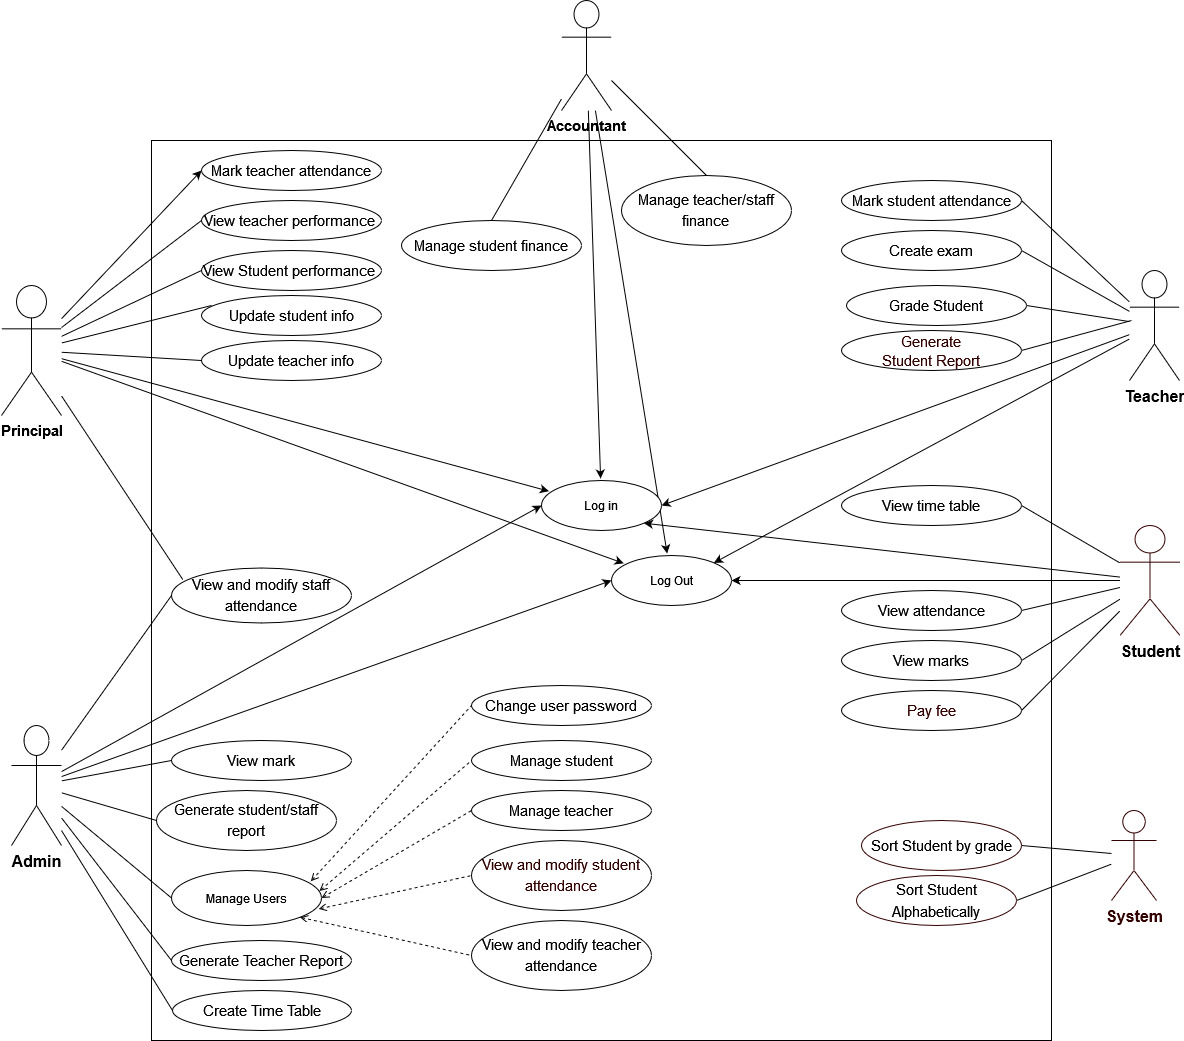 Accountant
Mark teacher attendance
View teacher performance
View Student performance
Update student info
Update teacher info
Principal
Manage student finance
Manage teacher/staff
finance
Mark student attendance
Create exam
Grade Student
Generate
Student Report
Teacher
Log in
Log Out
View time table
View attendance
View marks
Pay fee
Student
View and modify staff
attendance
Admin
View mark
Generate student/staff
report
Manage Users
Generate Teacher Report
Create Time Table
Change user password
Manage student
Manage teacher
View and modify student
attendance
View and modify teacher
attendance
Sort Student by grade
Sort Student
Alphabetically
System